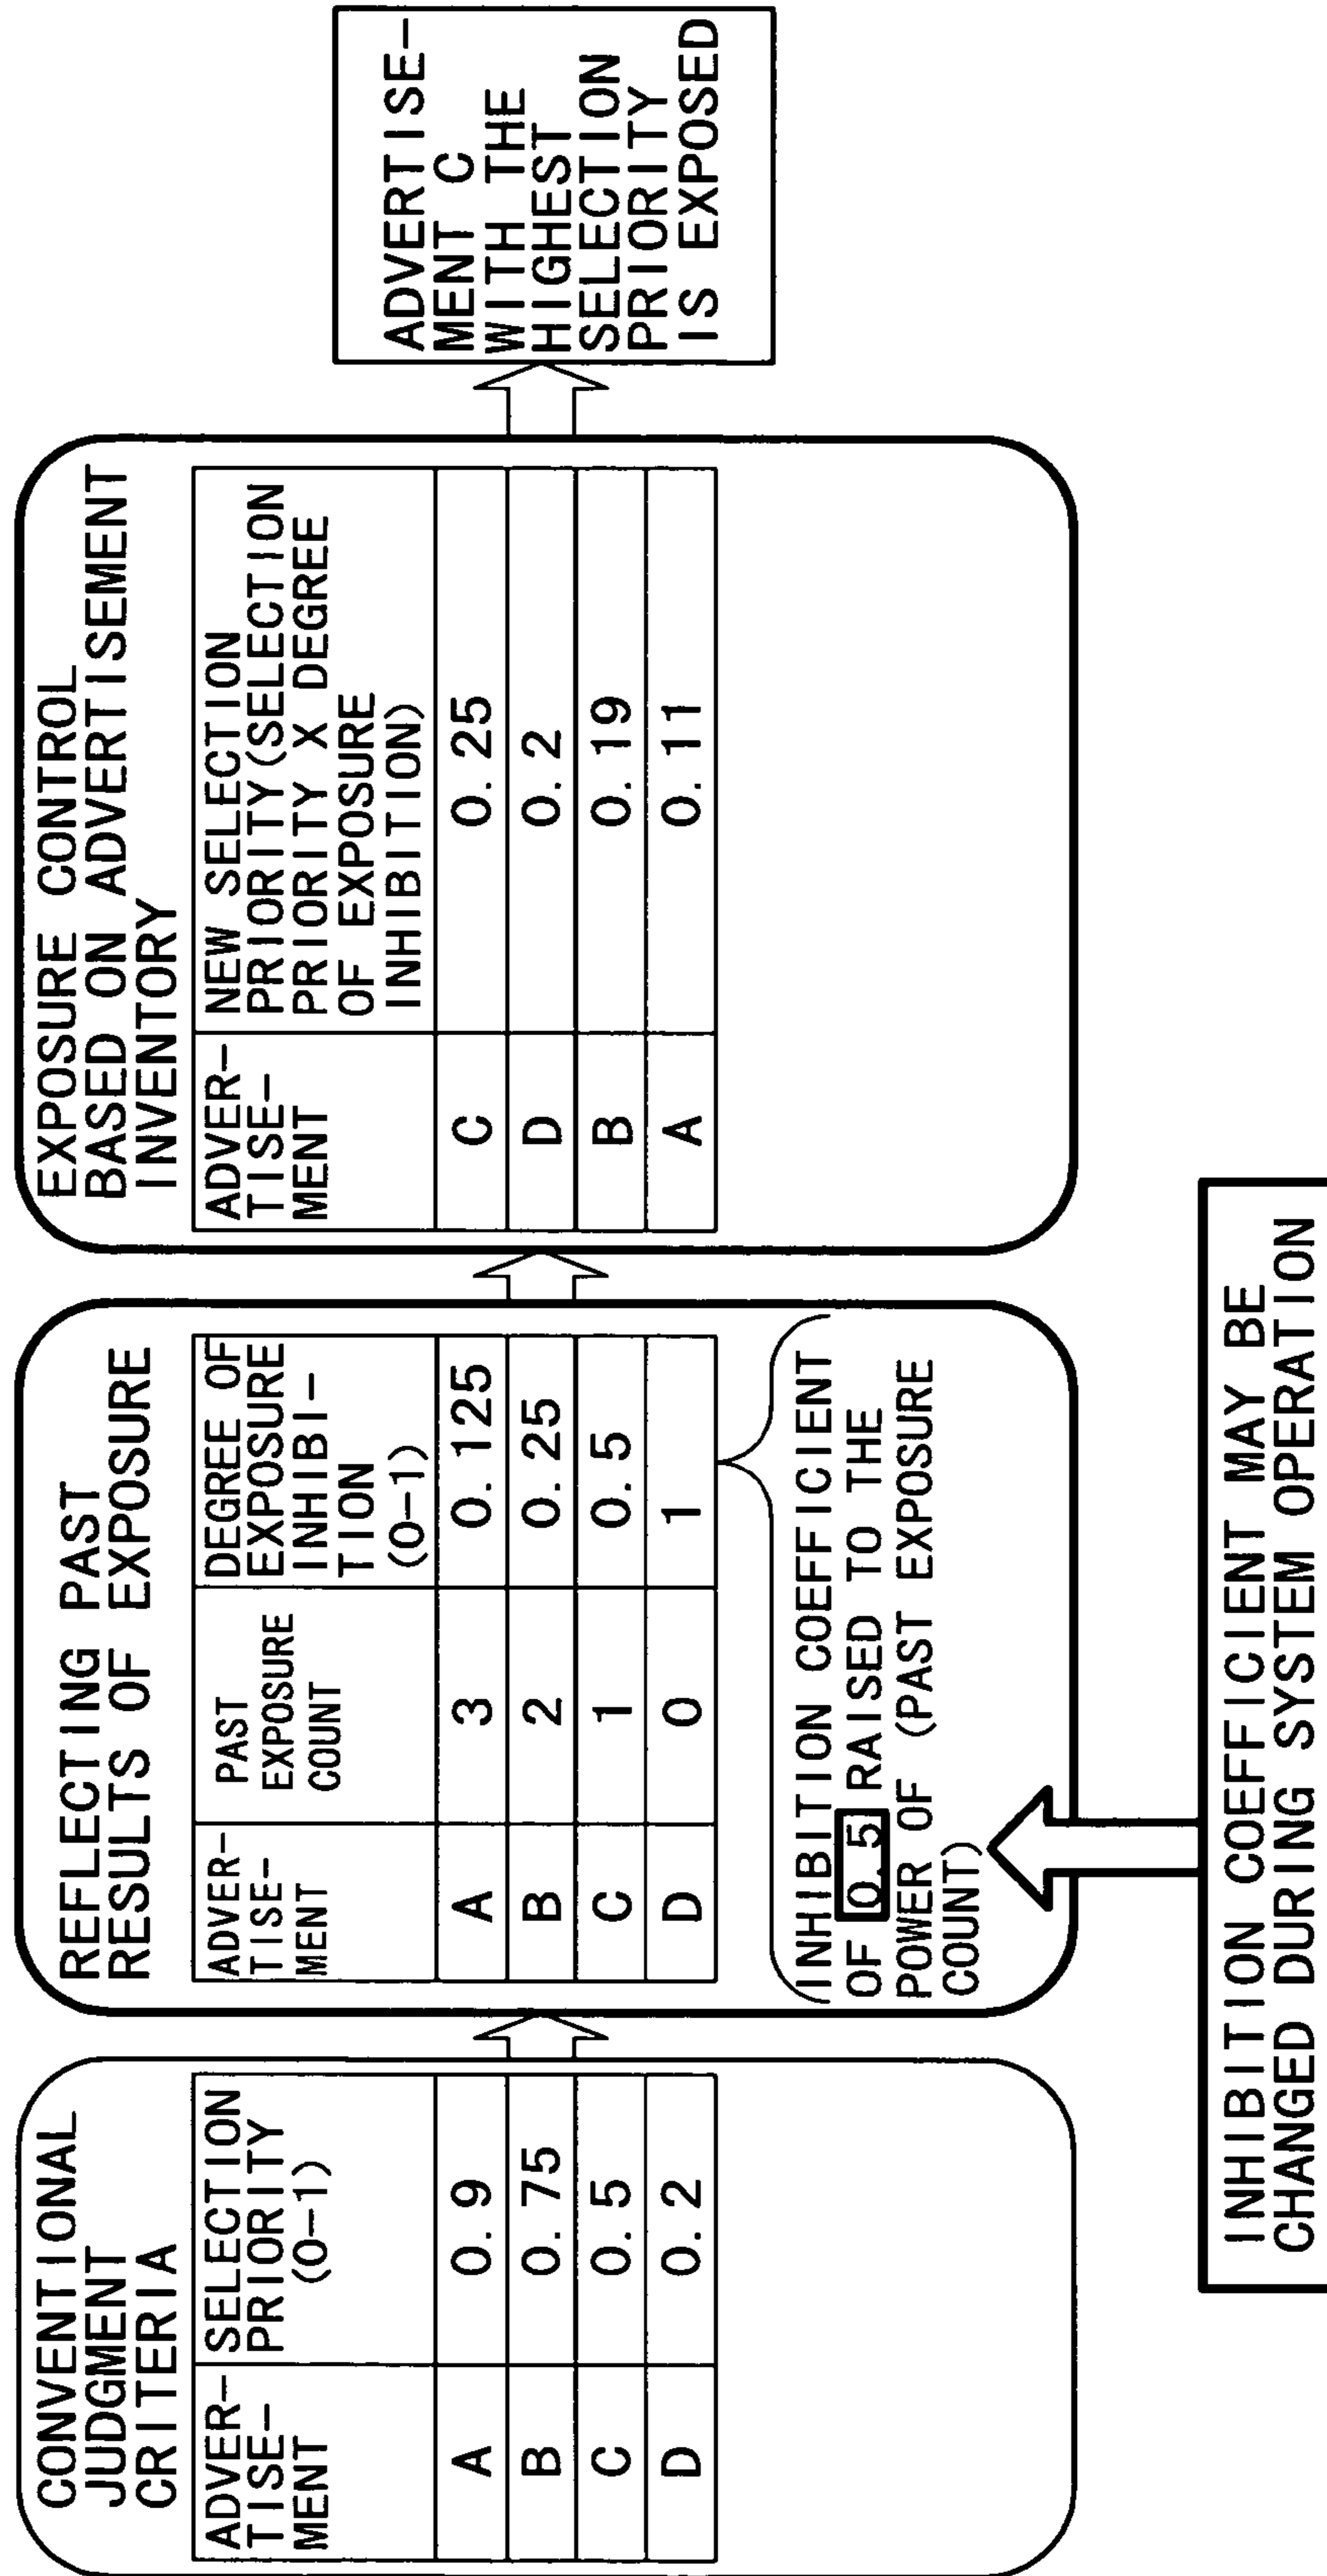 CONVENTIONAL
JUDGMENT
CRITERIA
ADVER-
TISE-
MENT
SELECTION
PRIORITY
(0-1)
A 0.9
B 0.75
C 0.5
D 0.2
REFLECTING PAST
RESULTS OF EXPOSURE
ADVER-
TISE-
MENT
PAST
EXPOSURE
COUNT
DEGREE OF
EXPOSURE
INHIBI-
TION
(0-1)
A 3 0.125
B 2 0.25
C 1 0.5
D 0 1
INHIBITION COEFFICIENT
OF 0.5 RAISED TO THE
POWER OF (PAST EXPOSURE
COUNT)
INHIBITION COEFFICIENT MAY BE
CHANGED DURING SYSTEM OPERATION
EXPOSURE CONTROL
BASED ON ADVERTISEMENT
INVENTORY
ADVER-
TISE-
MENT
NEW SELECTION
PRIORITY(SELECTION
PRIORITY X DEGREE
OF EXPOSURE
INHIBITION)
C 0.25
D 0.2
B 0.19
A 0.11
ADVERTISE-
MENT C
WITH THE
HIGHEST
SELECTION
PRIORITY
IS EXPOSED